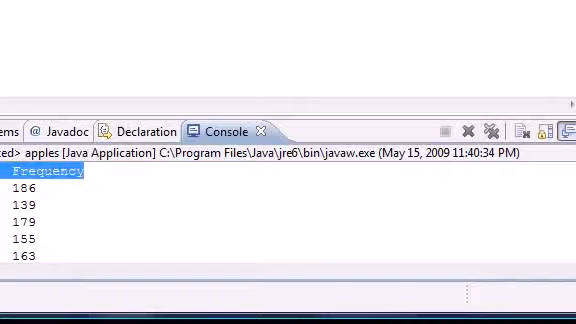 ems @ Javadoc Declaration Console
ted> apples [Java Application] C:\Program Files\Java\jre6\bin\javaw.exe (May 15, 2009 11:40:34 PM)
Frequency
186
139
179
155
163